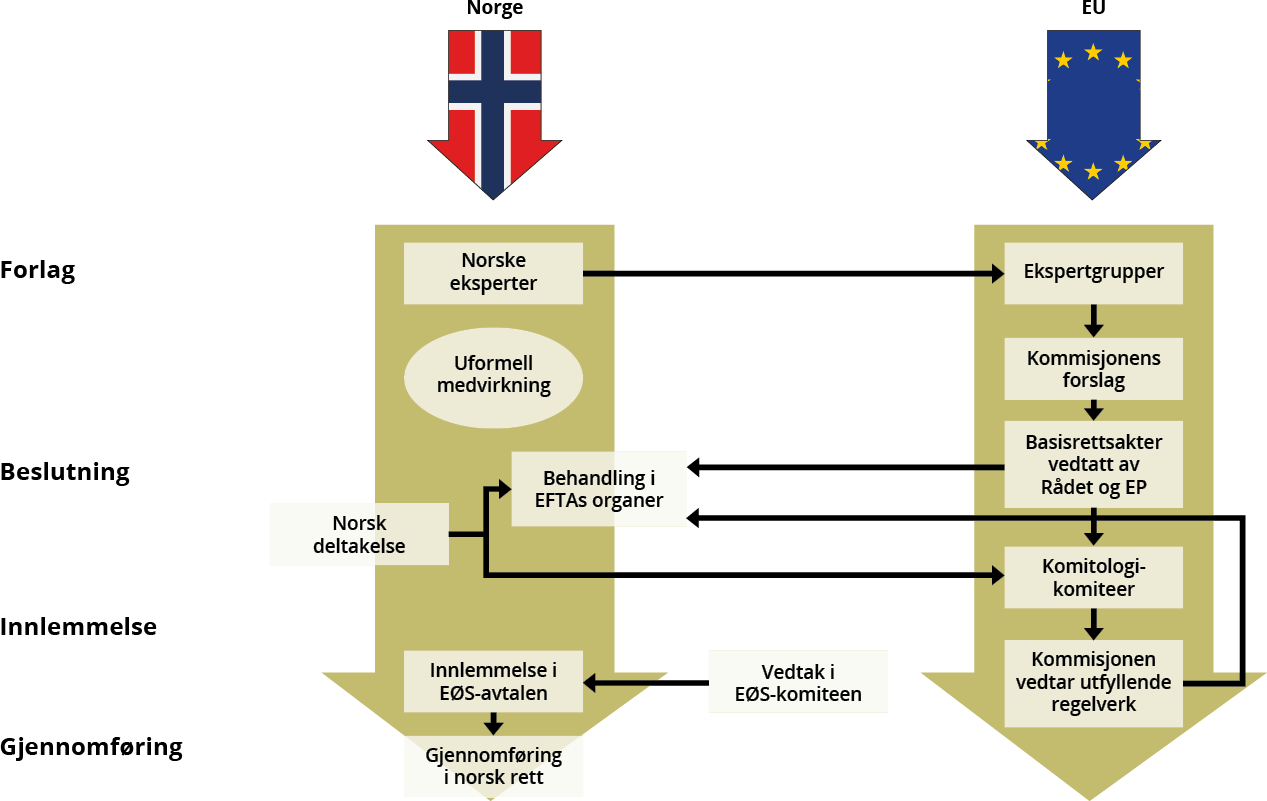 Norge
EU
Forlag
Norske
eksperter
Ekspertgrupper
Uformell
medvirkning
Kommisjonens
forslag
Beslutning
Behandling i
EFTAs organer
Basisrettsakter
vedtatt av
Rådet og EP
Norsk
deltakelse
Komitologi-
komiteer
Innlemmelse
Innlemmelse i
EØS-avtalen
Vedtak i
EØS-komiteen
Kommisjonen
vedtar utfyllende
regelverk
Gjennomføring
Gjennomføring
i norsk rett